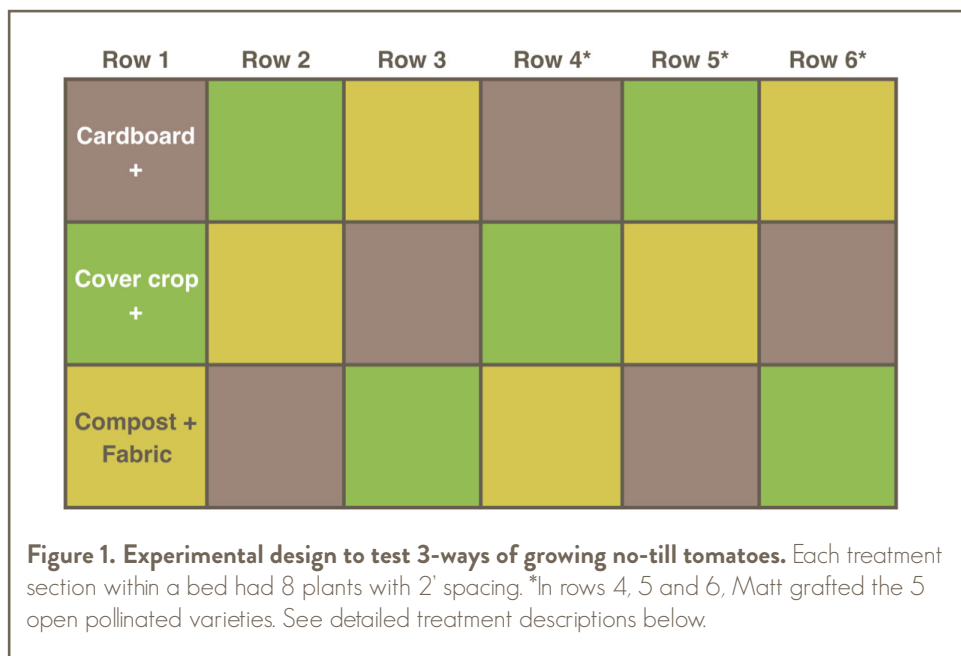 Row 1 Row 2 Row 3 Row 4* Row 5* Row 6*
Cardboard
+
Cover crop
+
Compost +
Fabric
Figure 1. Experimental design to test 3-ways of growing no-till tomatoes. Each treatment
section within a bed had 8 plants with 2' spacing. *In rows 4, 5 and 6, Matt grafted the 5
open pollinated varieties. See detailed treatment descriptions below.